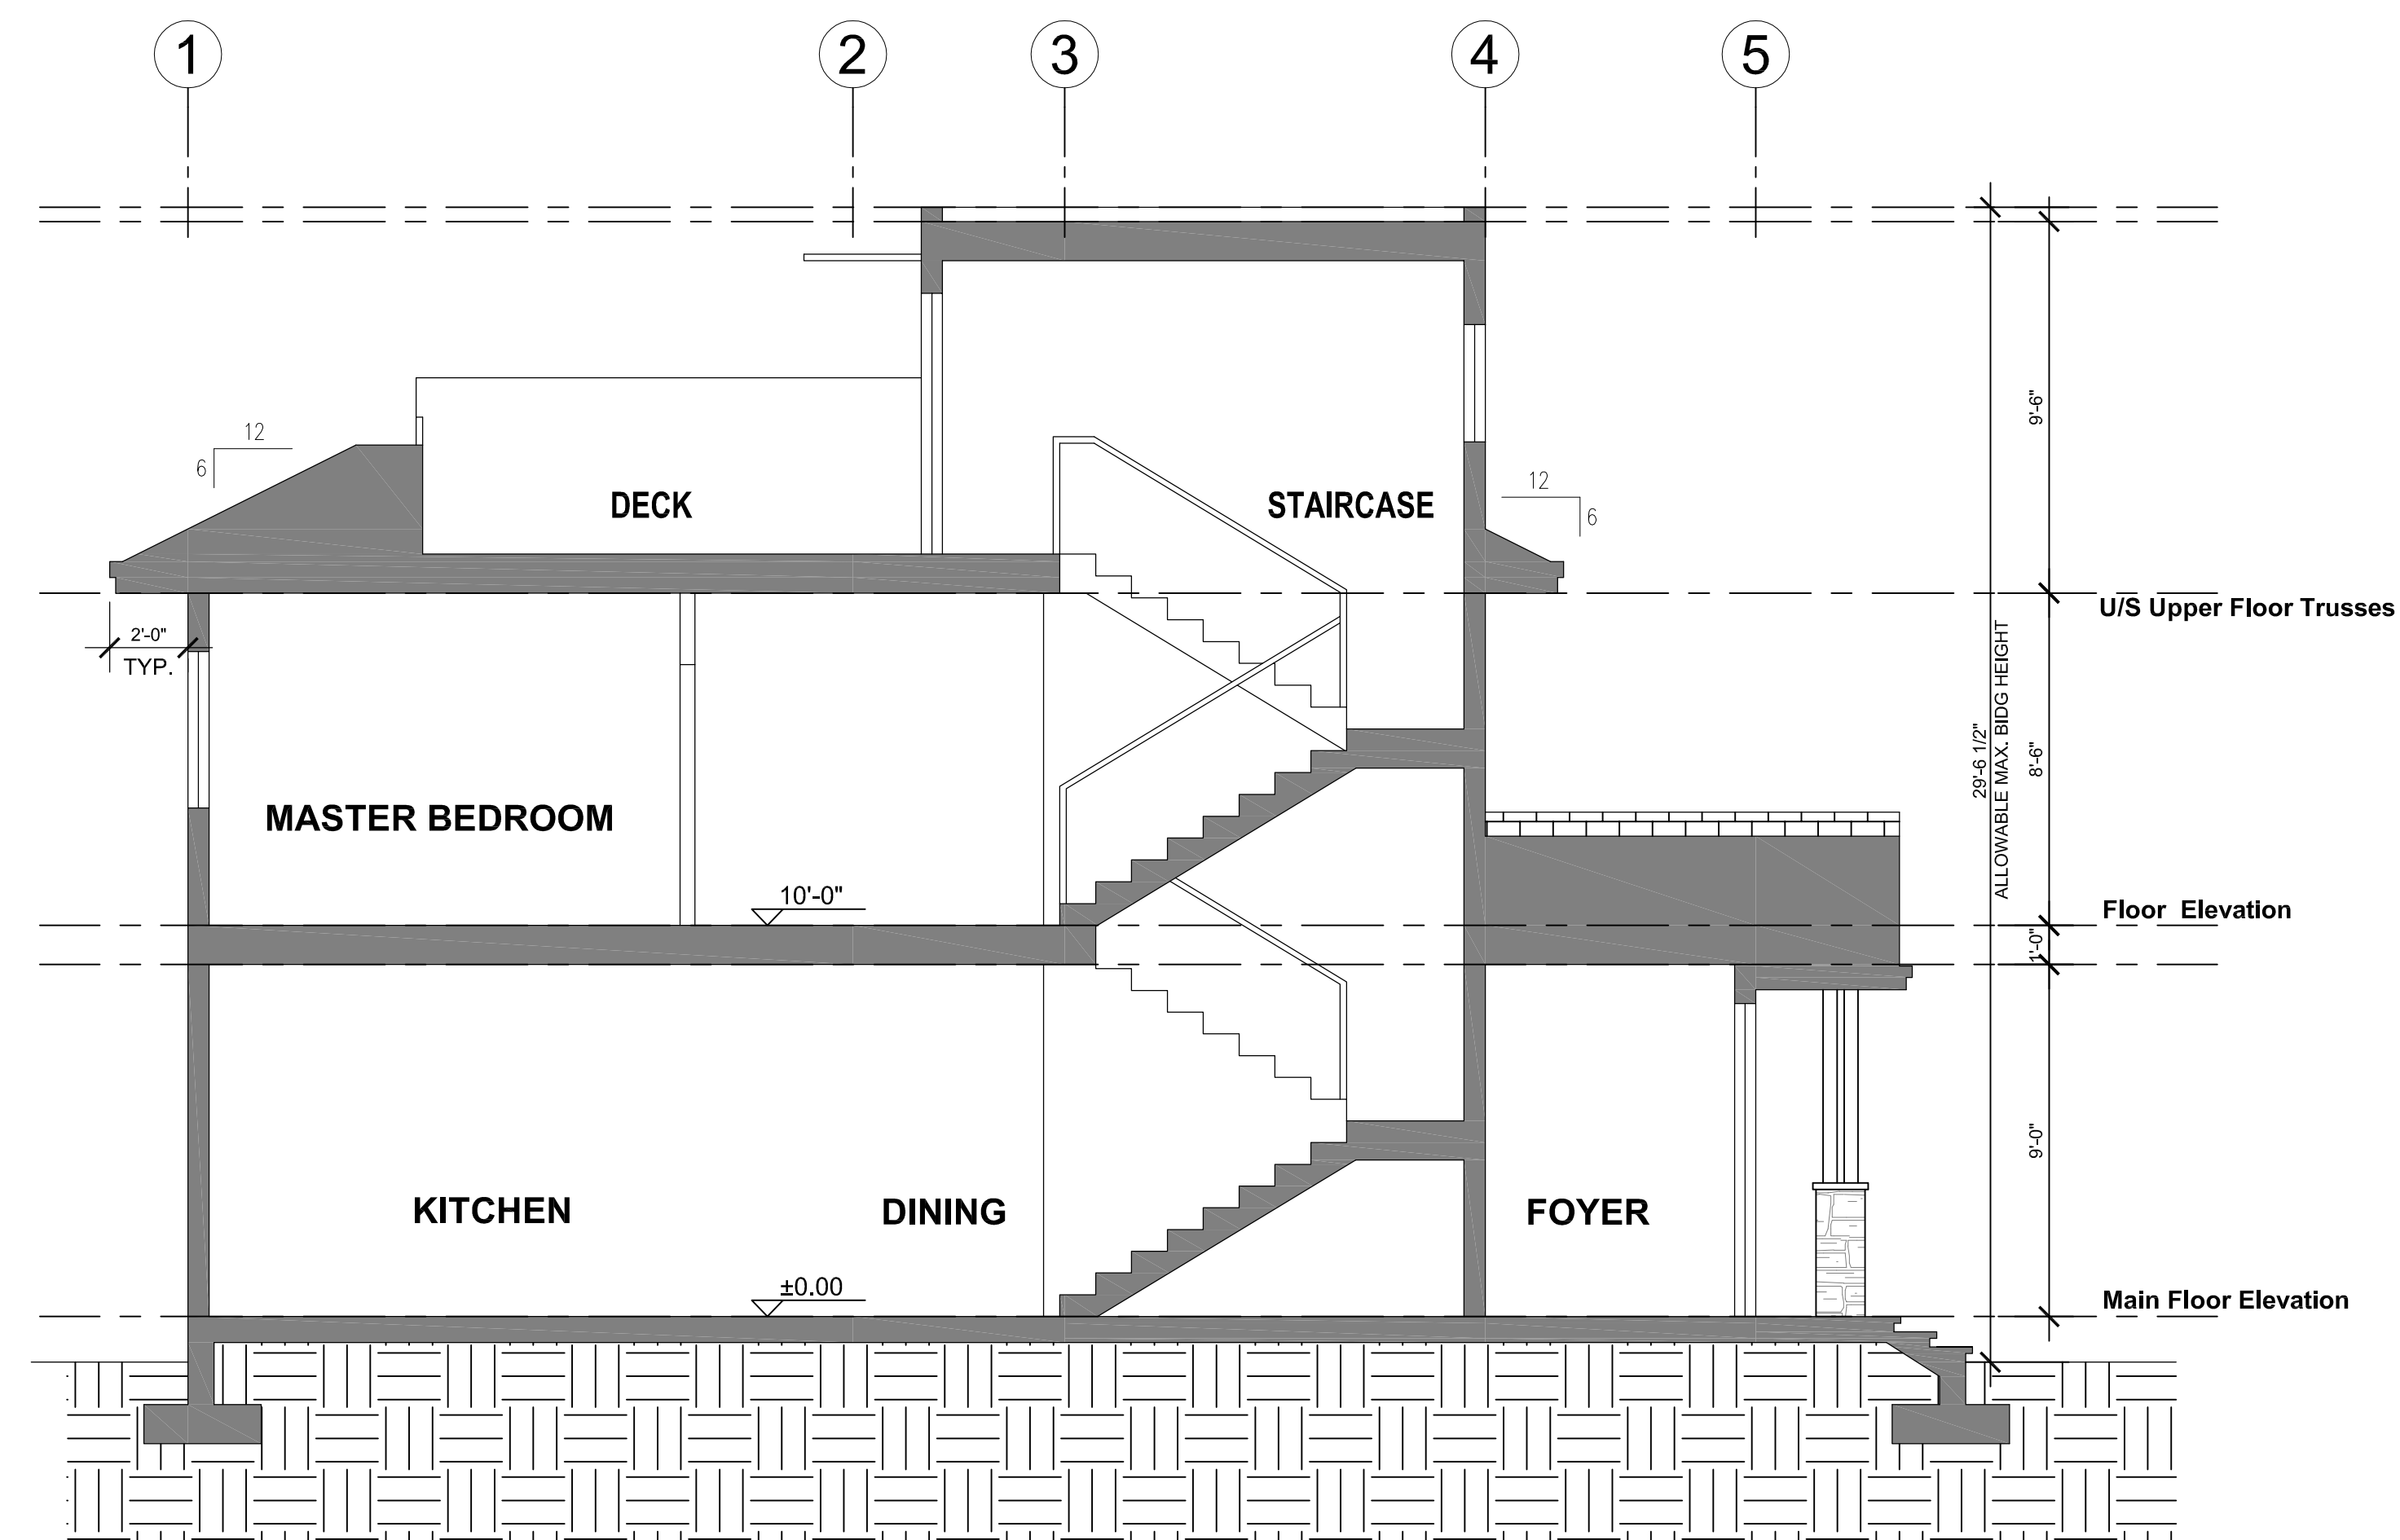 1 2 3 4 5
12
6
DECK
STAIRCASE
12
6
9'-6"
2'-0"
TYP.
U/S Upper Floor Trusses
29'-6 1/2"
ALLOWABLE MAX. BIDG HEIGHT
8'-6"
MASTER BEDROOM
10'-0"
Floor Elevation
1'-0"
9'-0"
KITCHEN
DINING
FOYER
±0.00
Main Floor Elevation